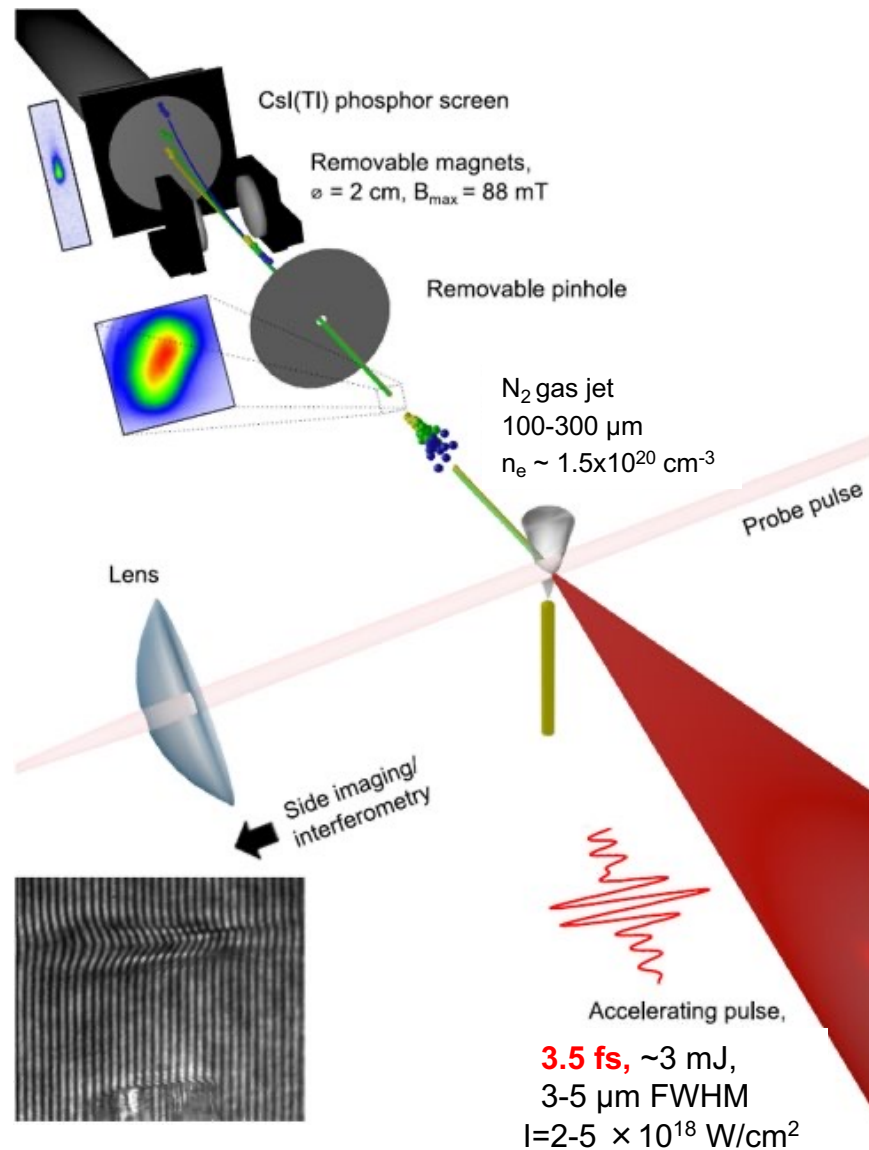 CsI(Tl) phosphor screen
Removable magnets,
ø = 2 cm, Bmax = 88 mT
Removable pinhole
N₂ gas jet
100-300 µm
nₑ ~ 1.5x10²⁰ cm⁻³
Probe pulse
Lens
Side imaging/
interferometry
Accelerating pulse,
3.5 fs, ~3 mJ,
3-5 µm FWHM
I=2-5 × 10¹⁸ W/cm²